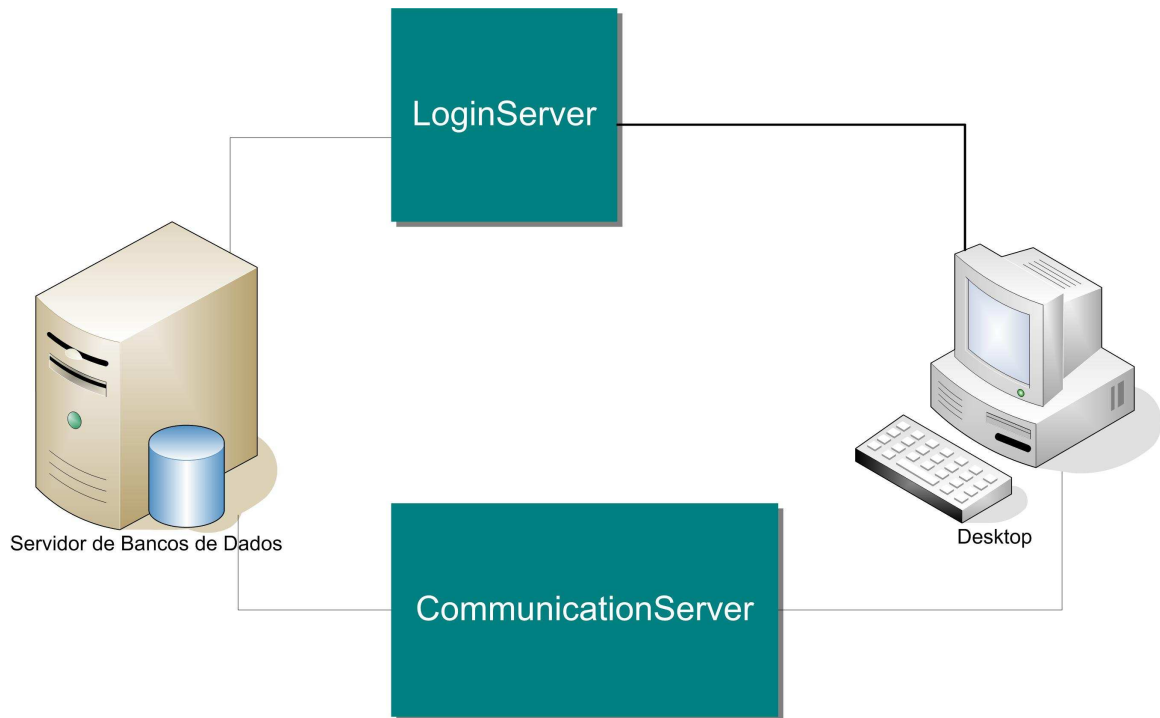 LoginServer
Servidor de Bancos de Dados
Desktop
CommunicationServer